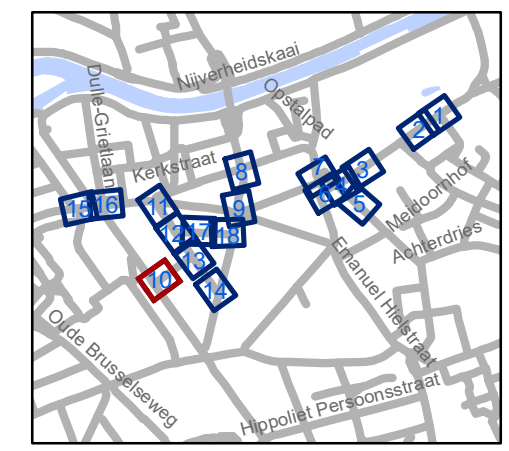 Nijverheidskaai
Dulle-Grietlaan
Opstalpad
Kerkstraat
1
2
3
4
5
6
7
8
9
10
11
12
13
14
15
16
17
18
Meidoornhof
Achterdries
Emanuel Hielstraat
Oude Brusselseweg
Hippoliet Persoonsstraat